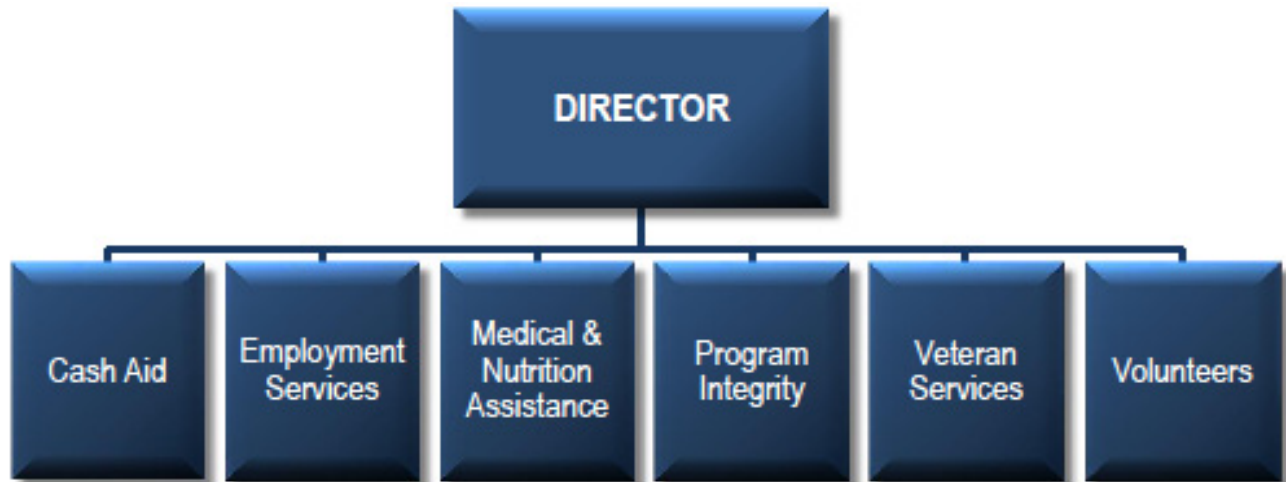 DIRECTOR
Cash Aid
Employment
Services
Medical &
Nutrition
Assistance
Program
Integrity
Veteran
Services
Volunteers